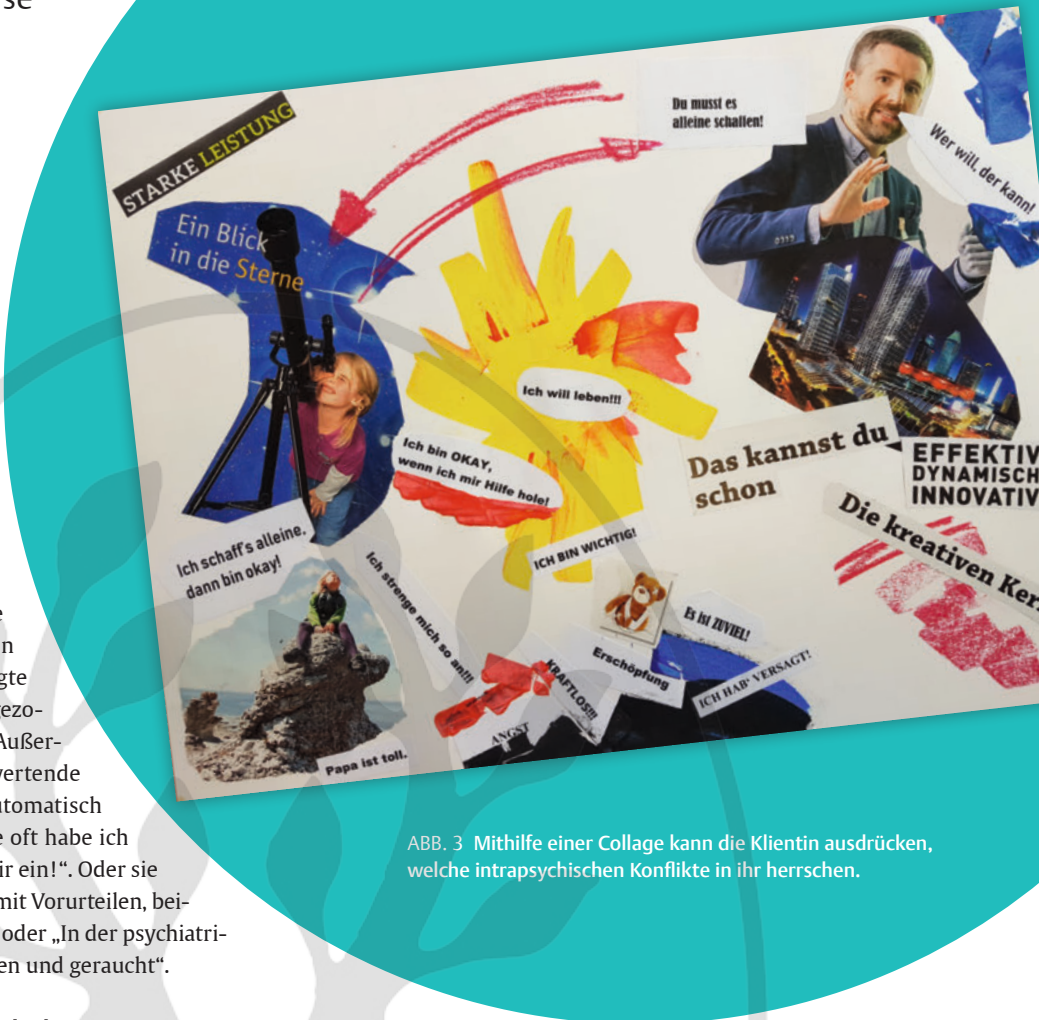 se
STARKE LEISTUNG
Ein Blick
in die Sterne
Du musst es
alleine schaffen!
Wer will, der kann!
Ich will leben!!!
Ich bin OKAY,
wenn ich mir Hilfe hole!
Das kannst du
schon
EFFEKTIV
DYNAMISCH
INNOVATIV
Die kreativen Ker
ICH BIN WICHTIG!
Ich schaff's alleine,
dann bin okay!
Ich strenge mich so an!!!
Es ist ZUVIEL!
Erschöpfung
ICH HAB' VERSAGT!
KRAFTLOS!!!
ANGST
Papa ist toll.
e
en
gte
gezo-
Außer-
wertende
utomatisch
e oft habe ich
ir ein!“. Oder sie
mit Vorurteilen, bei-
oder „In der psychiatri-
en und geraucht“.
ABB. 3 Mithilfe einer Collage kann die Klientin ausdrücken,
welche intrapsychischen Konflikte in ihr herrschen.